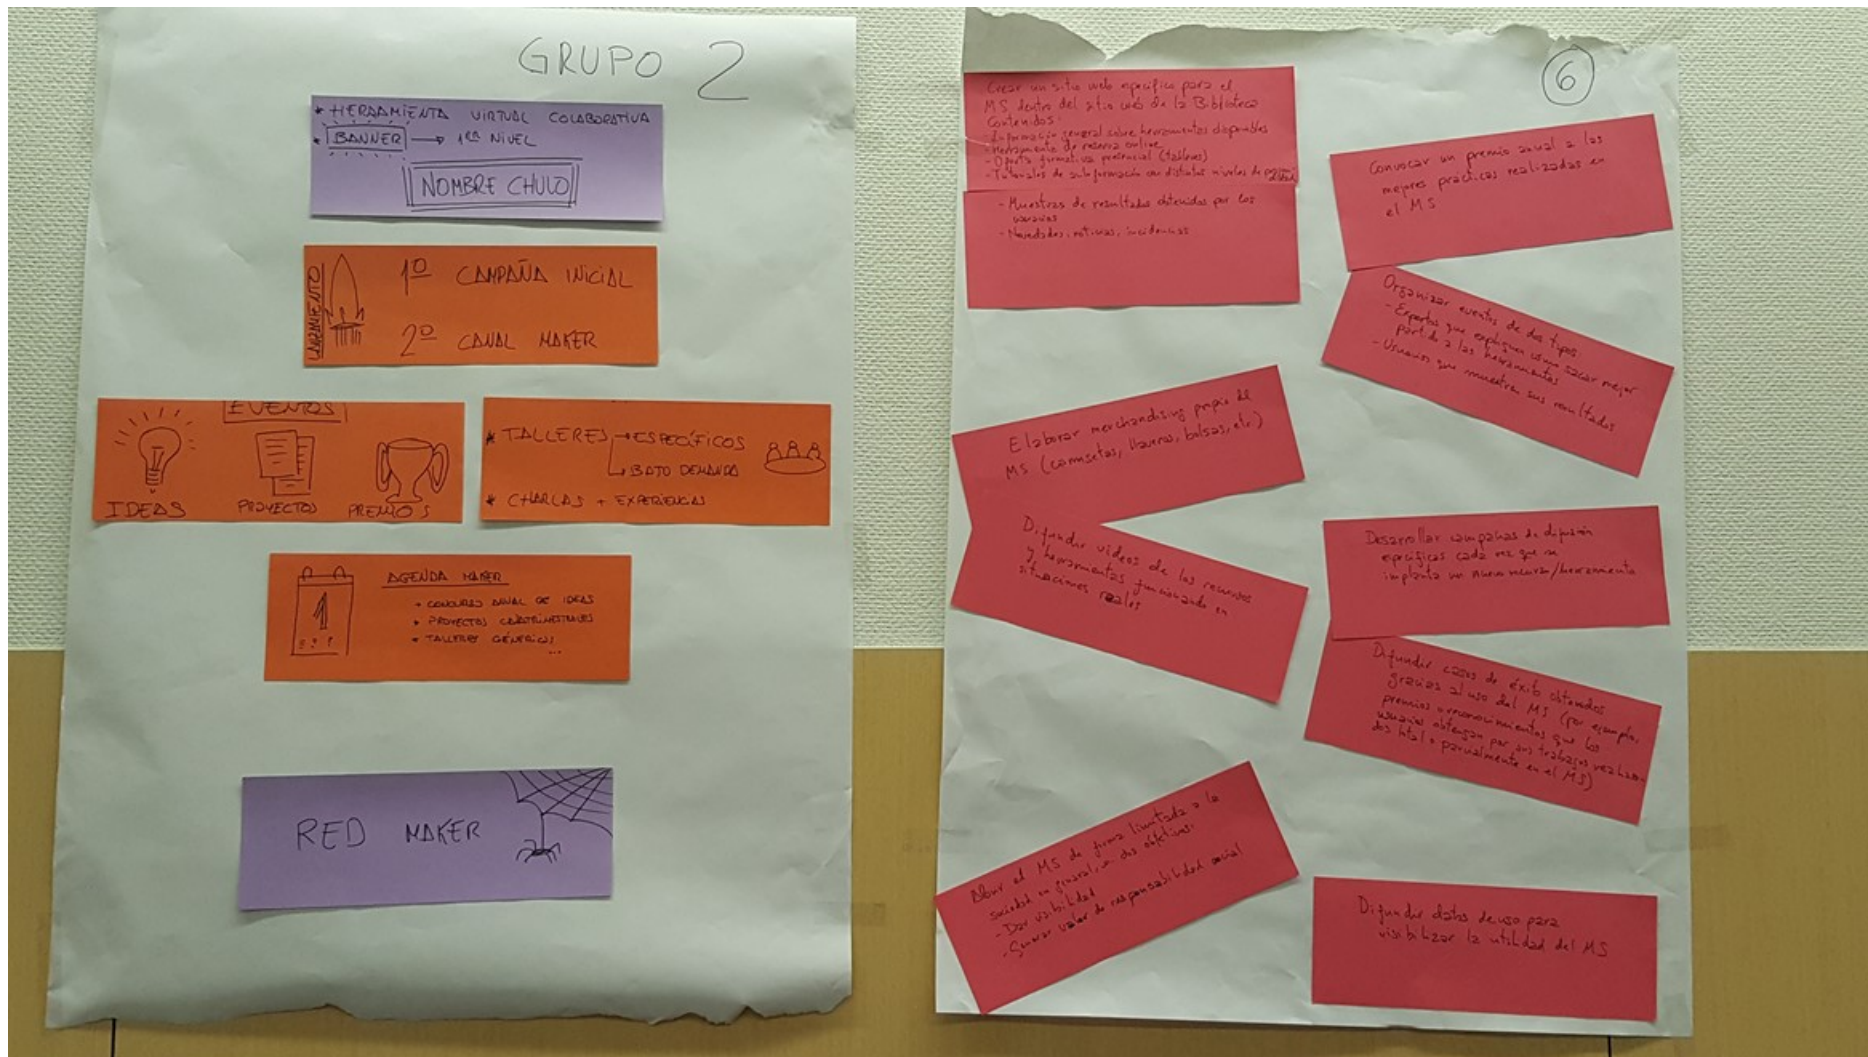 GRUPO 2
* HERRAMIENTA VIRTUAL COLABORATIVA
* BANNER → 1ER NIVEL
NOMBRE CHULO
LANZAMIENTO
1º CAMPAÑA INICIAL
2º CANAL MAKER
EVENTOS
IDEAS PROYECTOS PREMIOS
* TALLERES → ESPECÍFICOS
↳ BAJO DEMANDA
* CHARLAS + EXPERIENCIAS
1
AGENDA MAKER
* CONCURSO ANUAL DE IDEAS
* PROYECTOS CUATRIMESTRALES
* TALLERES GENÉRICOS
...
RED MAKER
6
Crear un sitio web específico para el
MS dentro del sitio web de la Biblioteca
Contenidos:
- Información general sobre herramientas disponibles
- Herramienta de reserva online
- Oferta formativa presencial (talleres)
- Tutoriales de autoformación con distintos niveles de
- Muestras de resultados obtenidos por los
usuarios
- Novedades, noticias, incidencias
Elaborar merchandising propio del
MS (camisetas, llaveros, bolsas, etc.)
Difundir vídeos de los recursos
y herramientas funcionando en
situaciones reales
Abrir el MS de forma limitada a la
sociedad en general, con dos objetivos:
- Dar visibilidad
- Generar valor de responsabilidad social
Convocar un premio anual a las
mejores prácticas realizadas en
el MS
Organizar eventos de dos tipos:
- Expertos que expliquen cómo sacar mejor
partido a las herramientas
- Usuarios que muestren sus resultados
Desarrollar campañas de difusión
específicas cada vez que se
implanta un nuevo recurso/herramienta
Difundir casos de éxito obtenidos
gracias al uso del MS (por ejemplo,
premios o reconocimientos que los
usuarios obtengan por sus trabajos realiza-
dos total o parcialmente en el MS)
Difundir datos de uso para
visibilizar la utilidad del MS